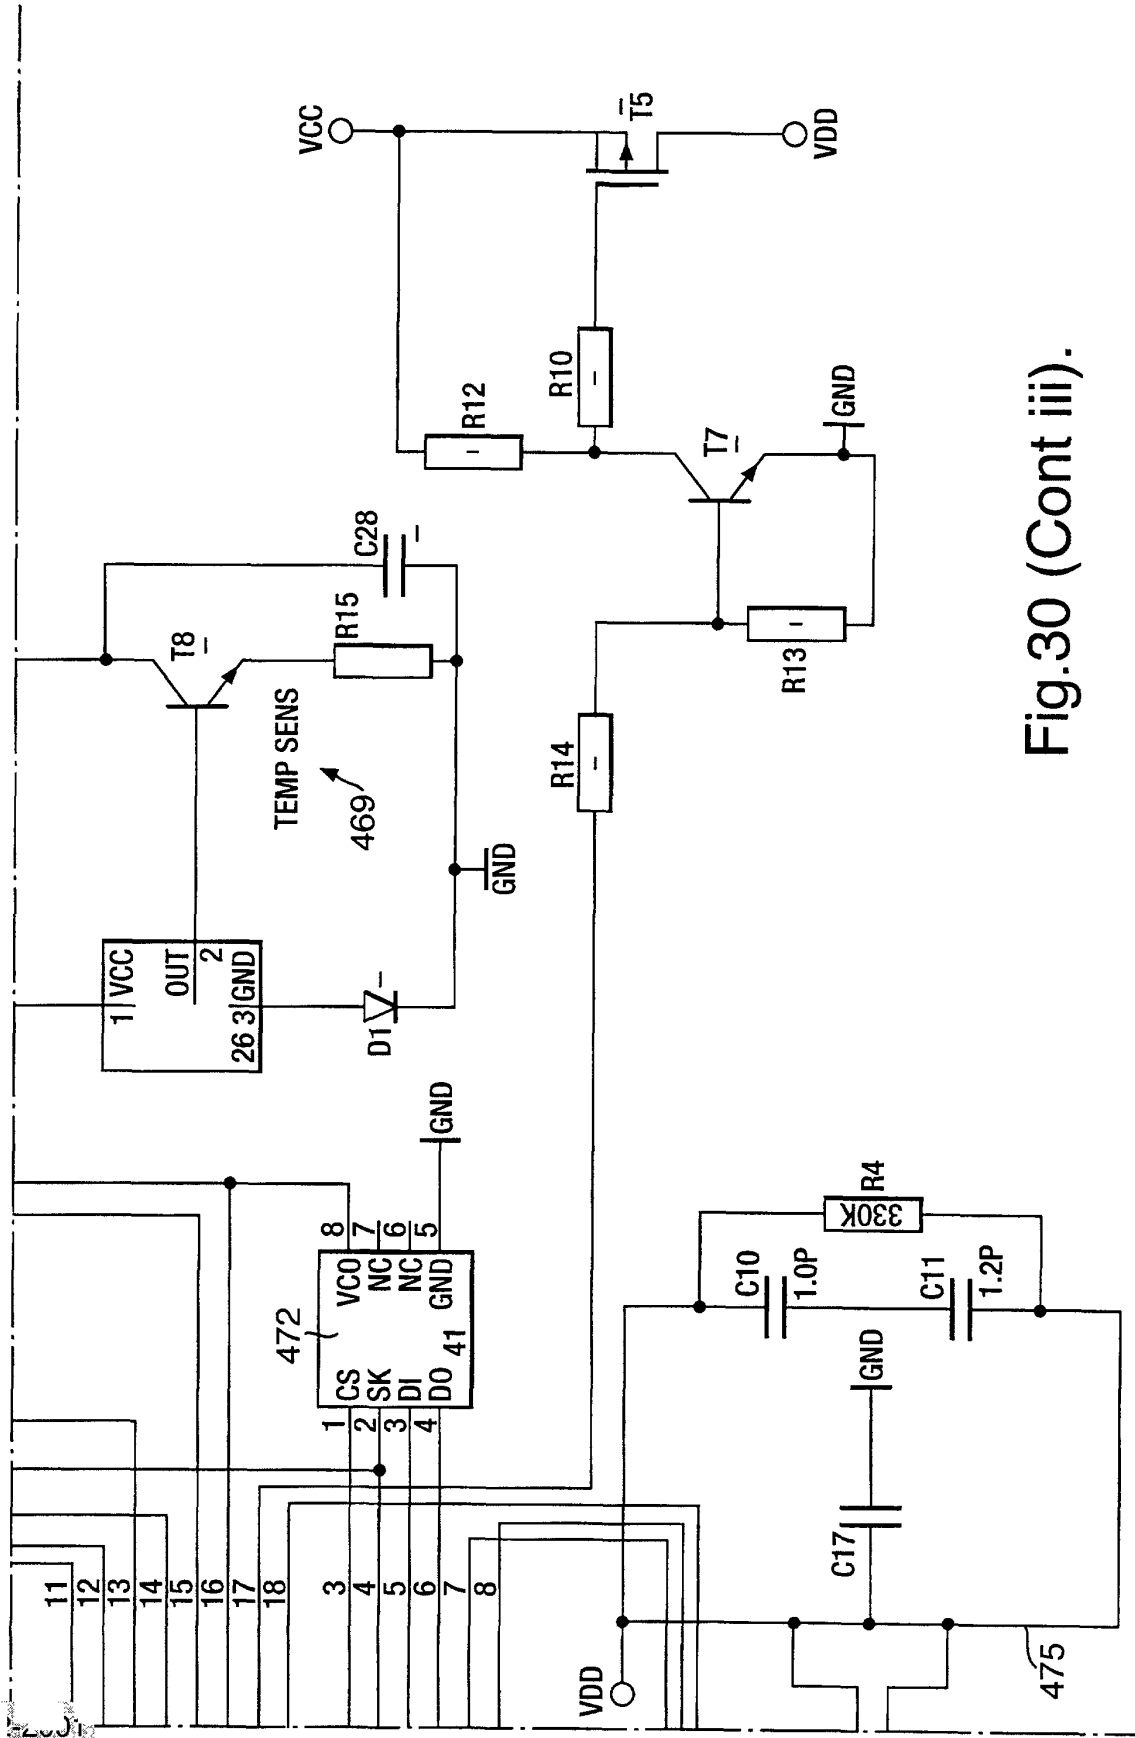 VCC
T5
VDD
R12
R10
T7
GND
R13
R14
C28
T8
R15
TEMP SENS
469
GND
1 VCC
OUT
2
26 3 GND
D1
GND
472
VCO 8
NC 7
NC 6
GND 5
41
1 CS
2 SK
3 DI
4 DO
11
12
13
14
15
16
17
18
3
4
5
6
7
8
R4
330K
C10
1.0P
C11
1.2P
GND
C17
VDD
475
Fig.30 (Cont iii).